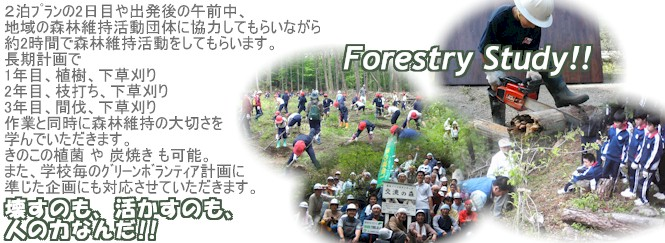 ２泊ﾌﾟﾗﾝの2日目や出発後の午前中、
地域の森林維持活動団体に協力してもらいながら
約2時間で森林維持活動をしてもらいます。
長期計画で
1年目、植樹、下草刈り
2年目、枝打ち、下草刈り
3年目、間伐、下草刈り
作業と同時に森林維持の大切さを
学んでいただきます。
きのこの植菌 や 炭焼き も可能。
また、学校毎のグリーンボランティア計画に
準じた企画にも対応させていただきます。
壊すのも、活かすのも、
人の力なんだ!!!
Forestry Study!!
交流の森